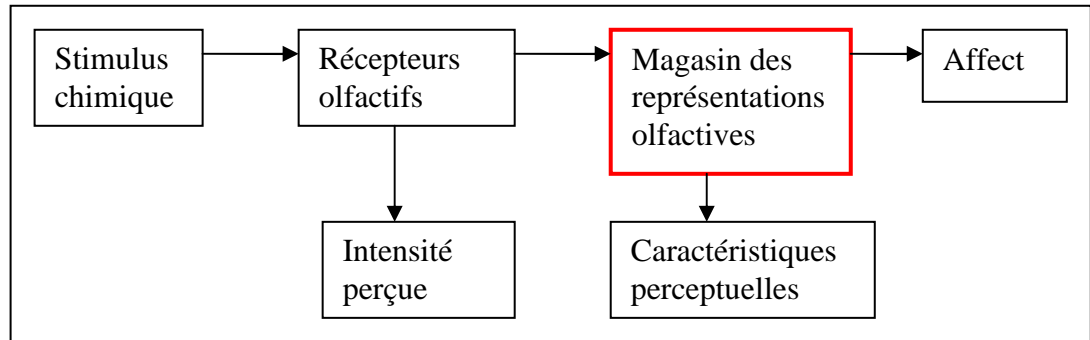 Stimulus
chimique
Récepteurs
olfactifs
Magasin des
représentations
olfactives
Affect
Intensité
perçue
Caractéristiques
perceptuelles